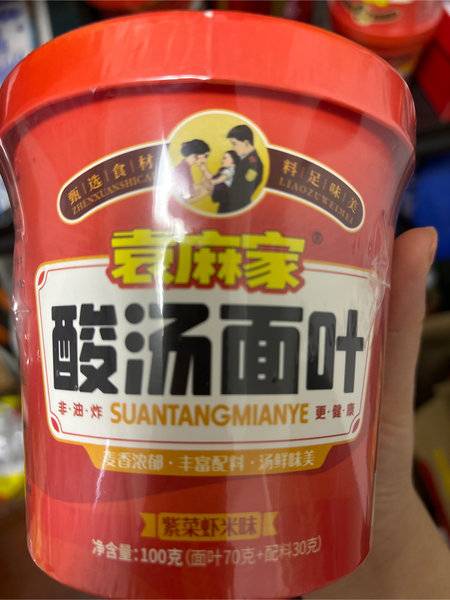 甄选食材
ZHENXUANSHICAI
料足味美
LIAOZUWEIMEI
袁麻家®
酸汤面叶
非·油·炸
SUANTANGMIANYE
更·健·康
麦香浓郁·丰富配料·汤鲜味美
紫菜虾米味
净含量:100克(面叶70克+配料30克)